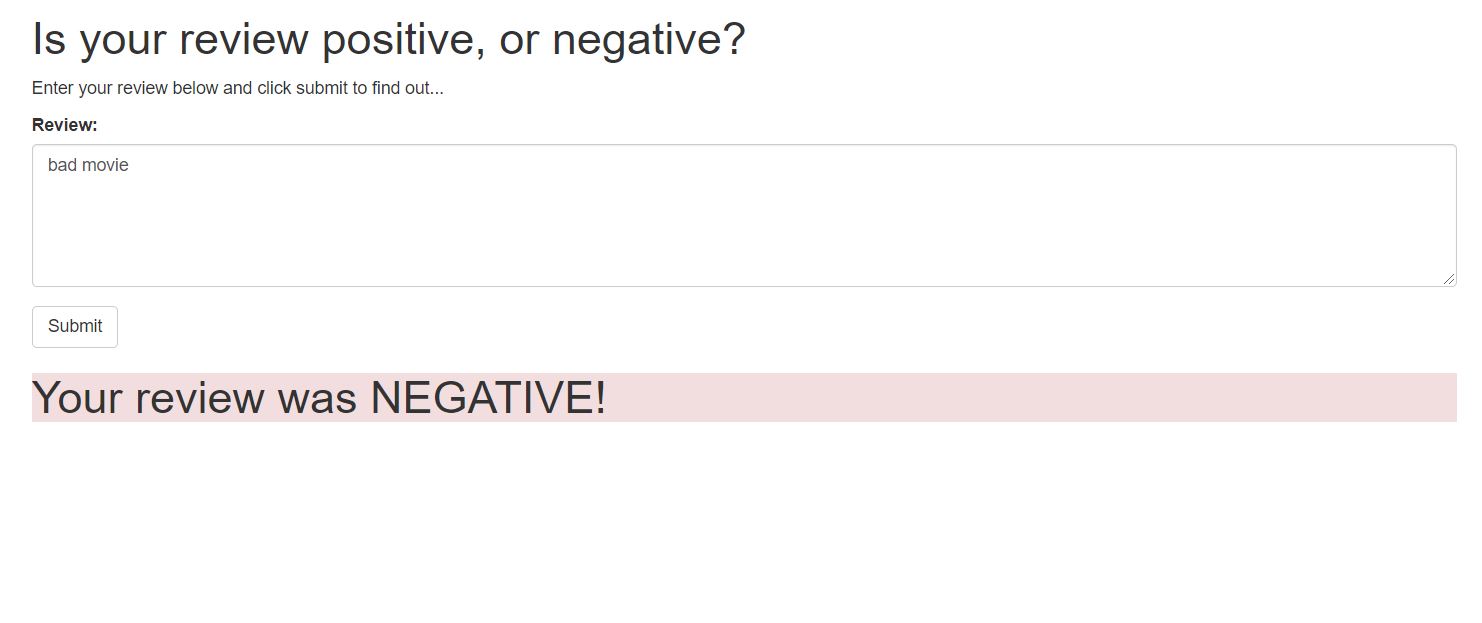 Is your review positive, or negative?
Enter your review below and click submit to find out...
Review:
bad movie
Submit
Your review was NEGATIVE!